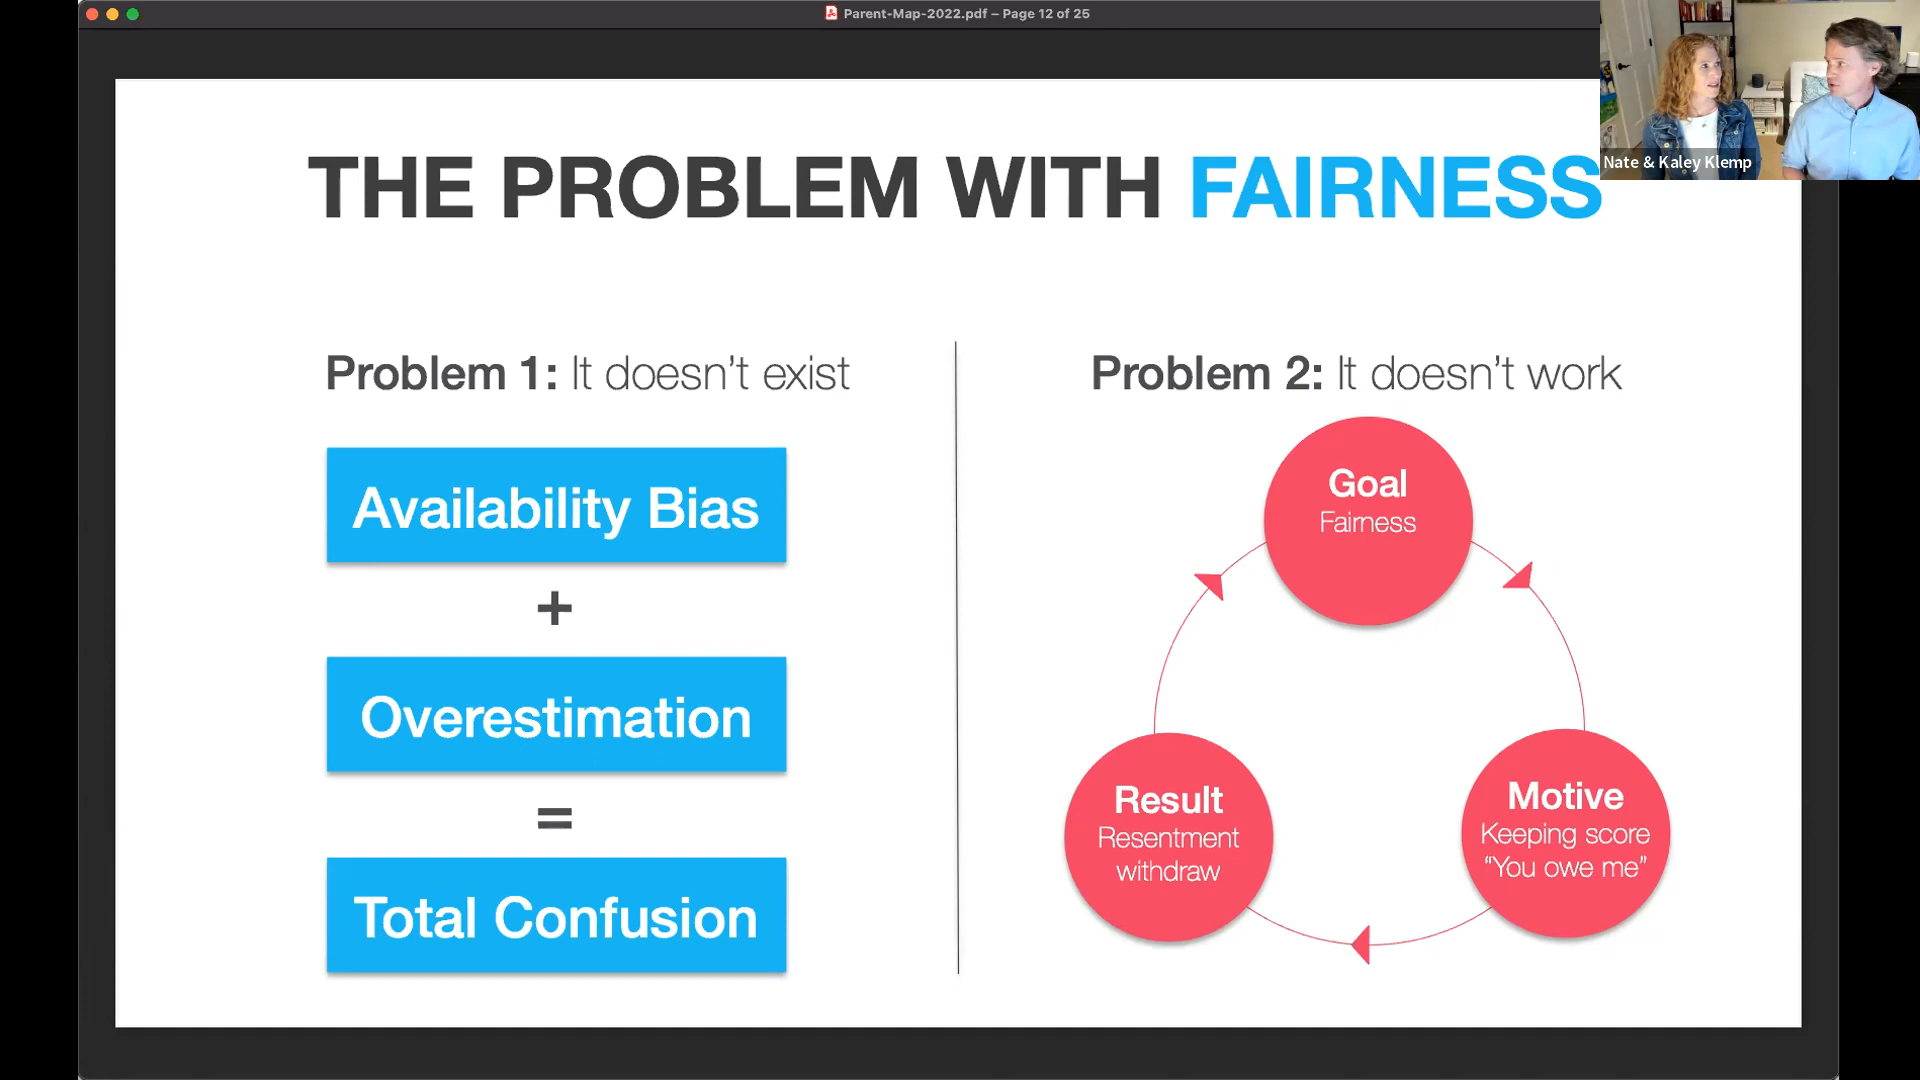 Parent-Map-2022.pdf – Page 12 of 25
Nate & Kaley Klemp
THE PROBLEM WITH FAIRNESS
Problem 1: It doesn't exist
Availability Bias
+
Overestimation
=
Total Confusion
Problem 2: It doesn't work
Goal
Fairness
Motive
Keeping score
“You owe me”
Result
Resentment
withdraw